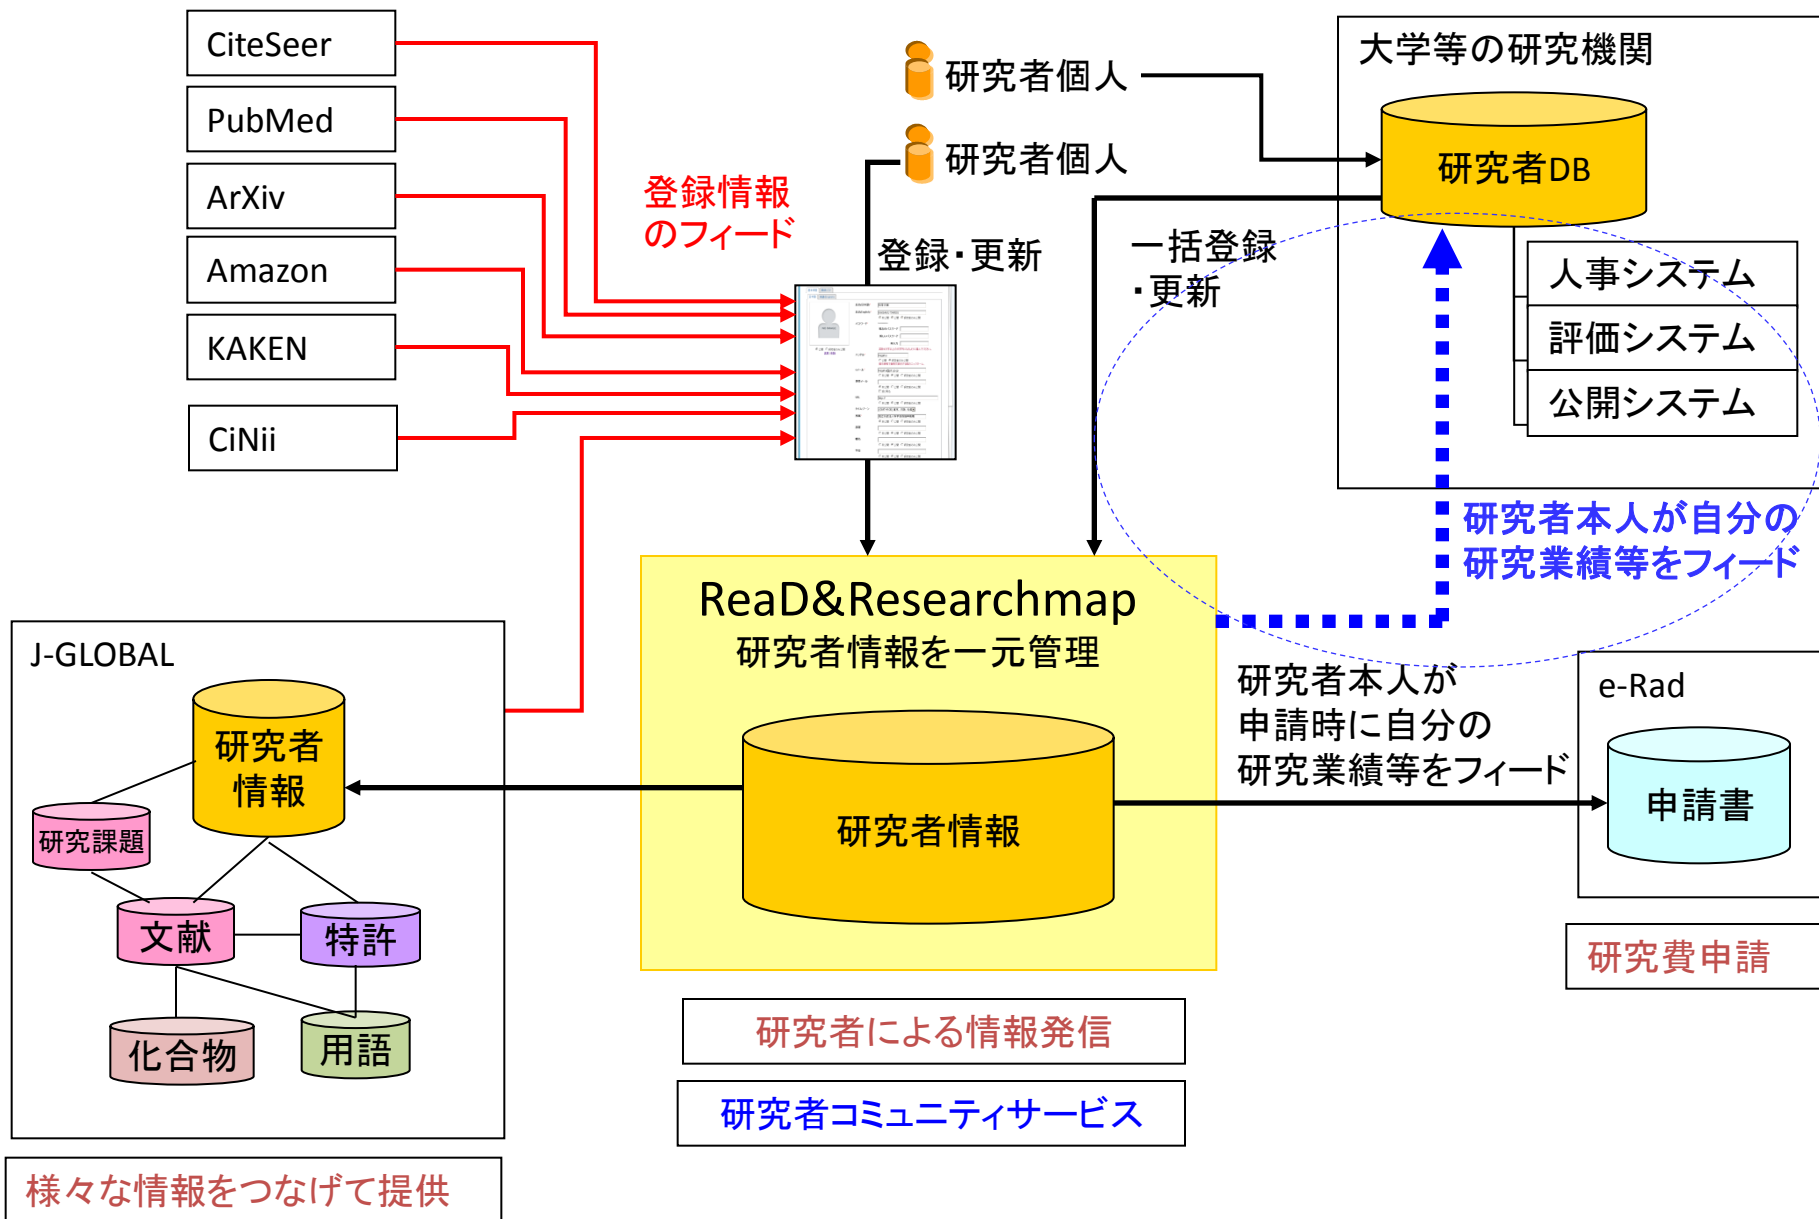 CiteSeer
PubMed
ArXiv
Amazon
KAKEN
CiNii
登録情報
のフィード
研究者個人
研究者個人
登録・更新
一括登録
・更新
大学等の研究機関
研究者DB
人事システム
評価システム
公開システム
研究者本人が自分の
研究業績等をフィード
ReaD&Researchmap
研究者情報を一元管理
研究者情報
J-GLOBAL
研究者
情報
研究課題
文献
特許
化合物
用語
様々な情報をつなげて提供
研究者本人が
申請時に自分の
研究業績等をフィード
e-Rad
申請書
研究費申請
研究者による情報発信
研究者コミュニティサービス